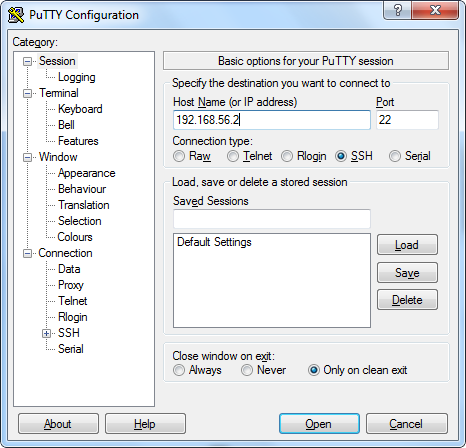 PuTTY Configuration
Category:
Session
Logging
Terminal
Keyboard
Bell
Features
Window
Appearance
Behaviour
Translation
Selection
Colours
Connection
Data
Proxy
Telnet
Rlogin
SSH
Serial
Basic options for your PuTTY session
Specify the destination you want to connect to
Host Name (or IP address) Port
192.168.56.2 22
Connection type:
Raw Telnet Rlogin SSH Serial
Load, save or delete a stored session
Saved Sessions
Default Settings
Load
Save
Delete
Close window on exit:
Always Never Only on clean exit
About Help Open Cancel